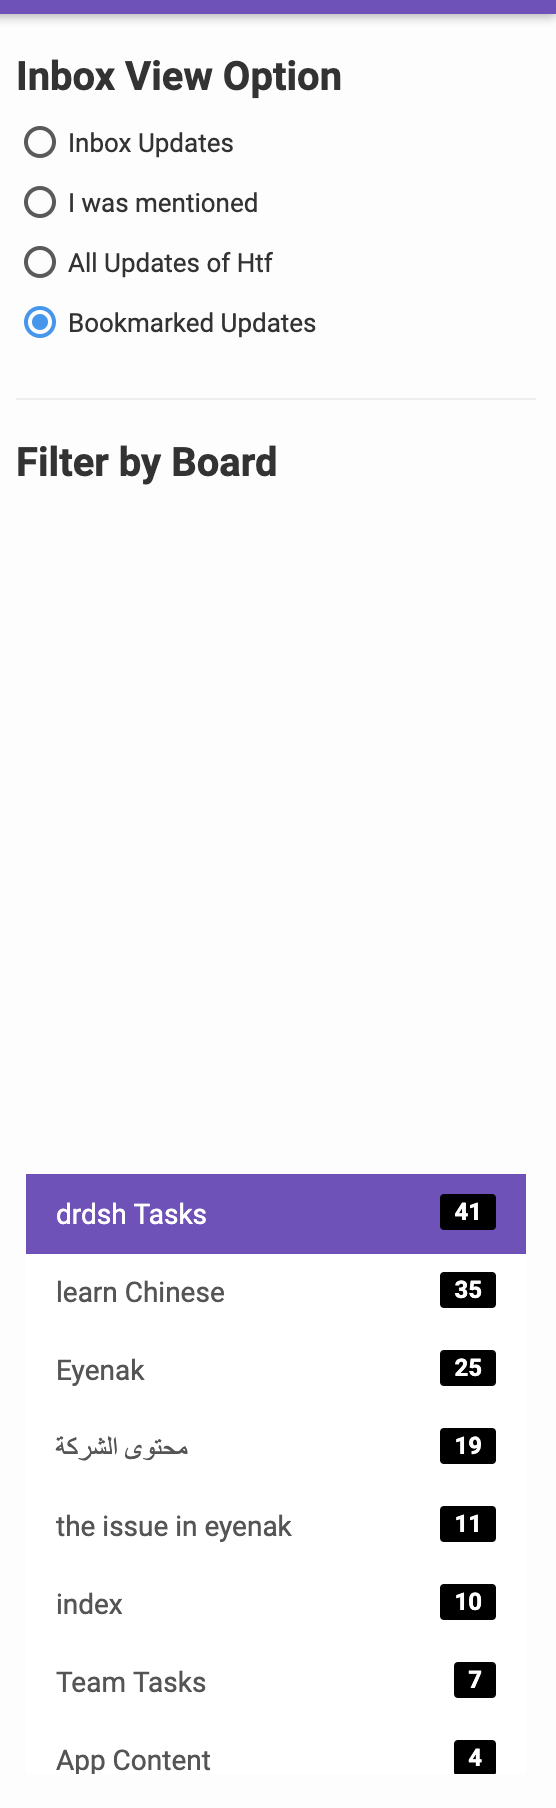 Inbox View Option
Inbox Updates
I was mentioned
All Updates of Htf
Bookmarked Updates
Filter by Board
drdsh Tasks 41
learn Chinese 35
Eyenak 25
محتوى الشركة 19
the issue in eyenak 11
index 10
Team Tasks 7
App Content 4